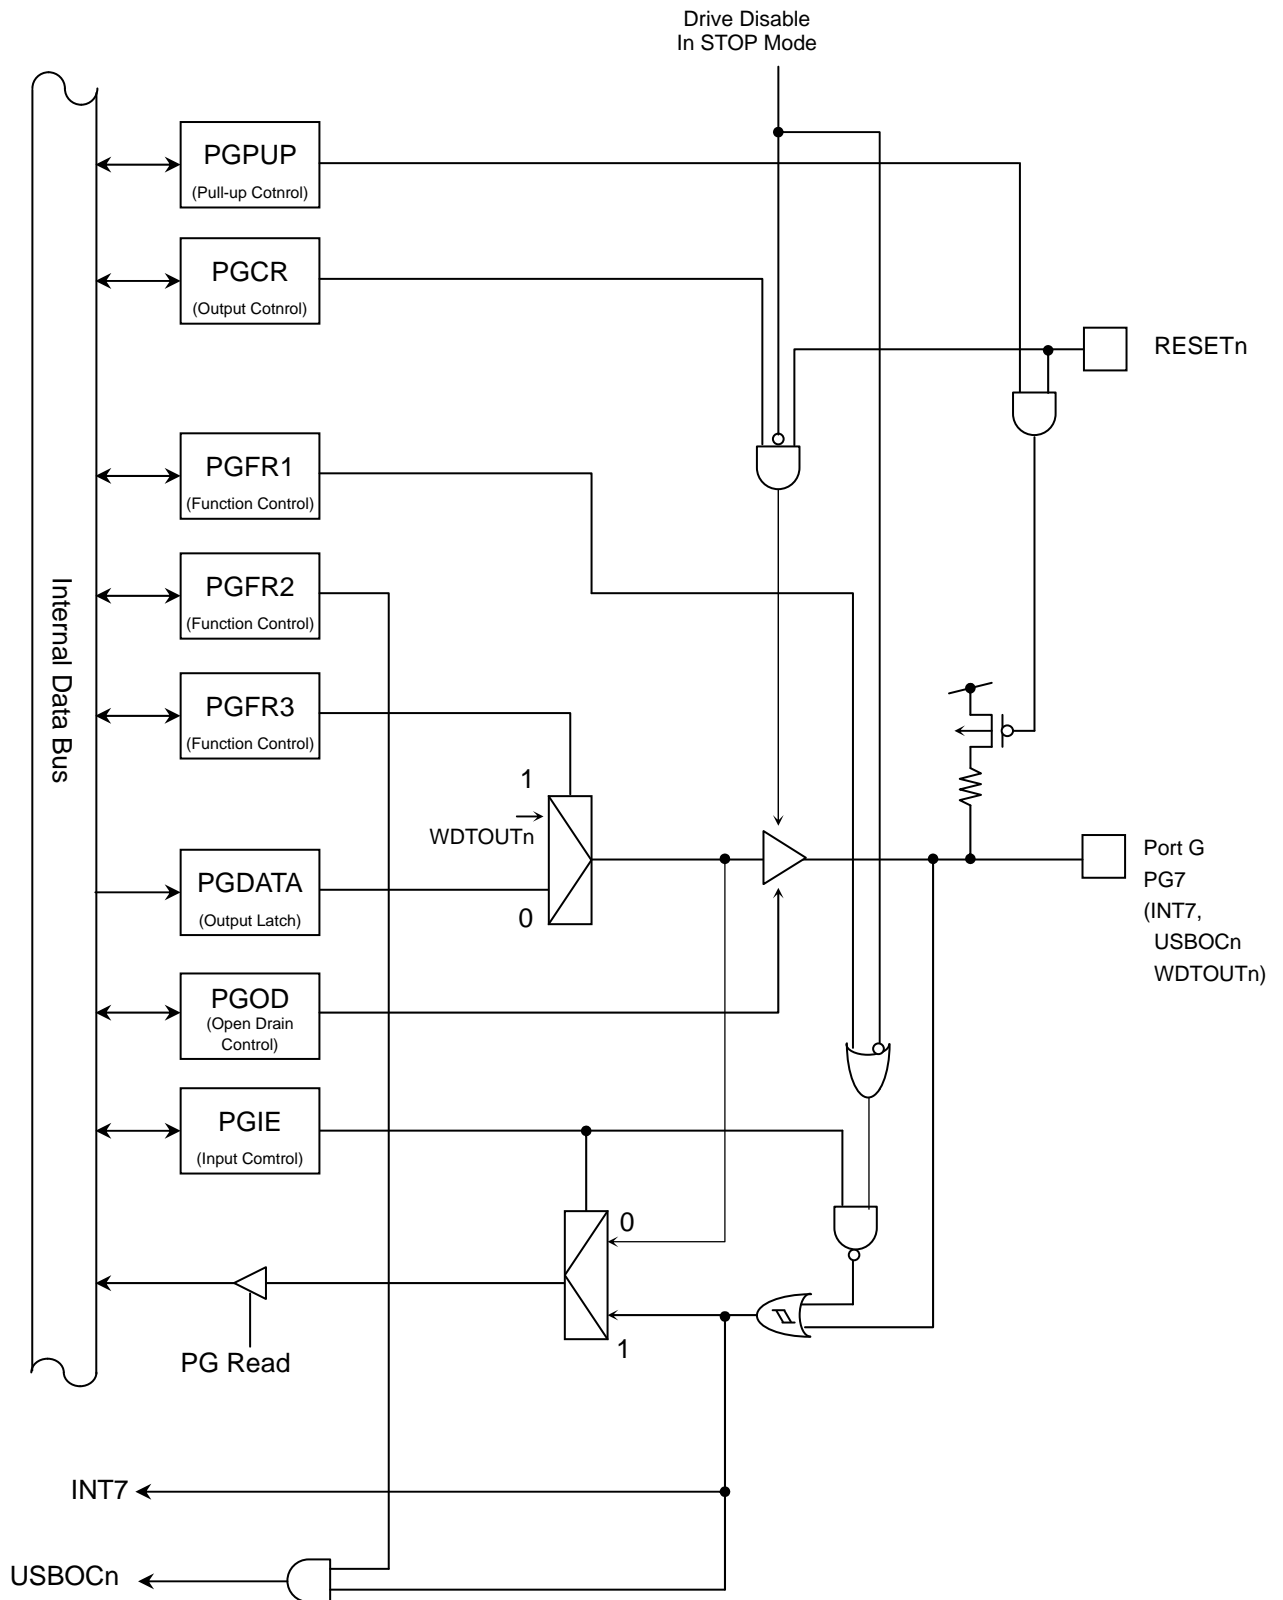 Drive Disable
In STOP Mode
PGPUP
(Pull-up Cotnrol)
PGCR
(Output Cotnrol)
RESETn
PGFR1
(Function Control)
PGFR2
(Function Control)
Internal Data Bus
PGFR3
(Function Control)
1
WDTOUTn
PGDATA
(Output Latch)
0
Port G
PG7
(INT7,
USBOCn
WDTOUTn)
PGOD
(Open Drain
Control)
PGIE
(Input Comtrol)
0
1
PG Read
INT7
USBOCn